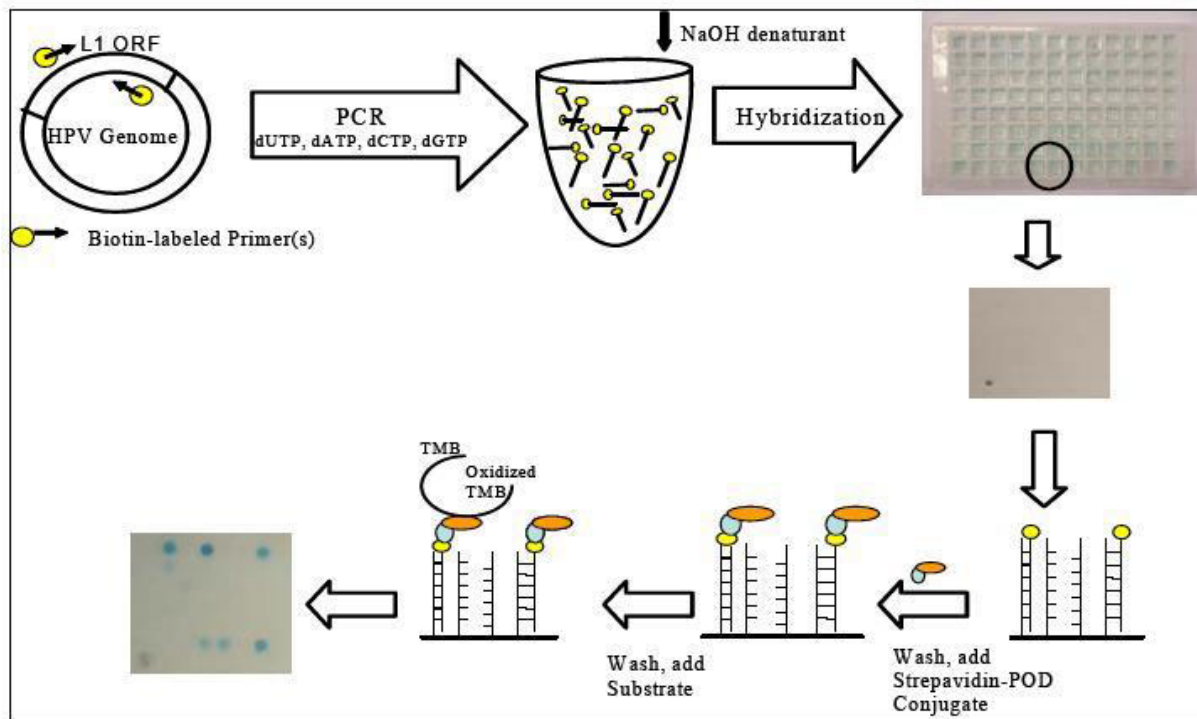 L1 ORF
HPV Genome
Biotin-labeled Primer(s)
PCR
dUTP, dATP, dCTP, dGTP
NaOH denaturant
Hybridization
Wash, add
Strepavidin-POD
Conjugate
Wash, add
Substrate
TMB
Oxidized
TMB